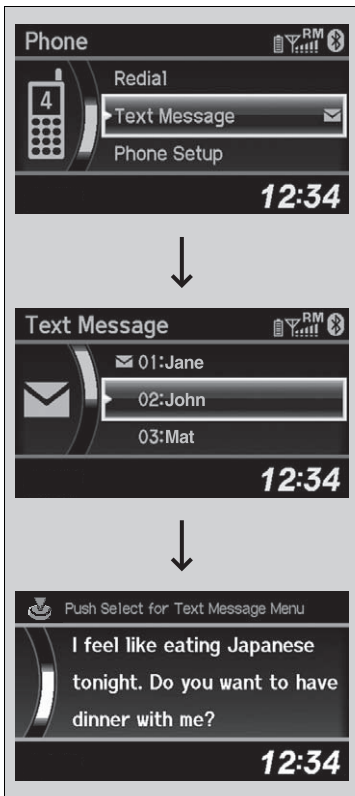 Phone
RM
4
Redial
Text Message
Phone Setup
12:34
Text Message
RM
01:Jane
02:John
03:Mat
12:34
Push Select for Text Message Menu
I feel like eating Japanese
tonight. Do you want to have
dinner with me?
12:34